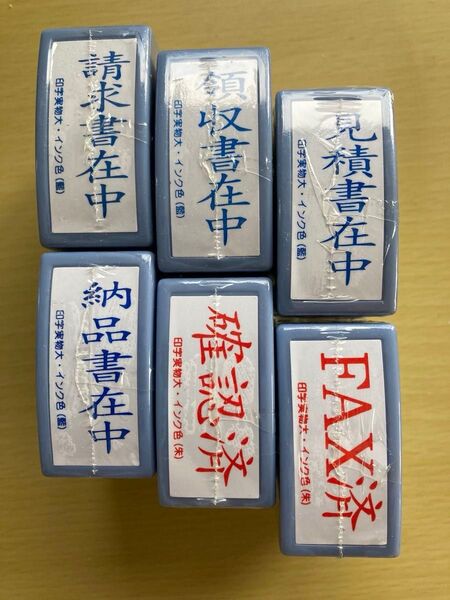 請求書在中
印字実物大・インク色(藍)
領収書在中
印字実物大・インク色(藍)
見積書在中
印字実物大・インク色(藍)
納品書在中
印字実物大・インク色(藍)
確認済
印字実物大・インク色(朱)
FAX済
印字実物大・インク色(朱)